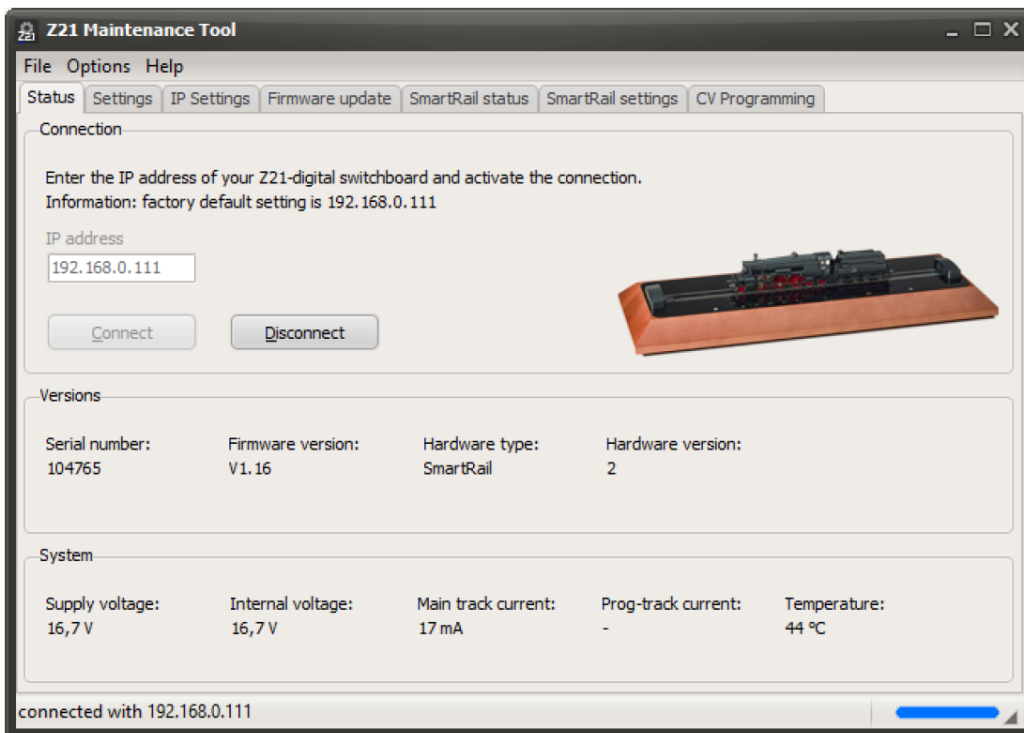 Z21 Maintenance Tool
File Options Help
Status Settings IP Settings Firmware update SmartRail status SmartRail settings CV Programming
Connection
Enter the IP address of your Z21-digital switchboard and activate the connection.
Information: factory default setting is 192.168.0.111
IP address
192.168.0.111
Connect Disconnect
Versions
Serial number: Firmware version: Hardware type: Hardware version:
104765 V1.16 SmartRail 2
System
Supply voltage: Internal voltage: Main track current: Prog-track current: Temperature:
16,7 V 16,7 V 17 mA - 44 °C
connected with 192.168.0.111